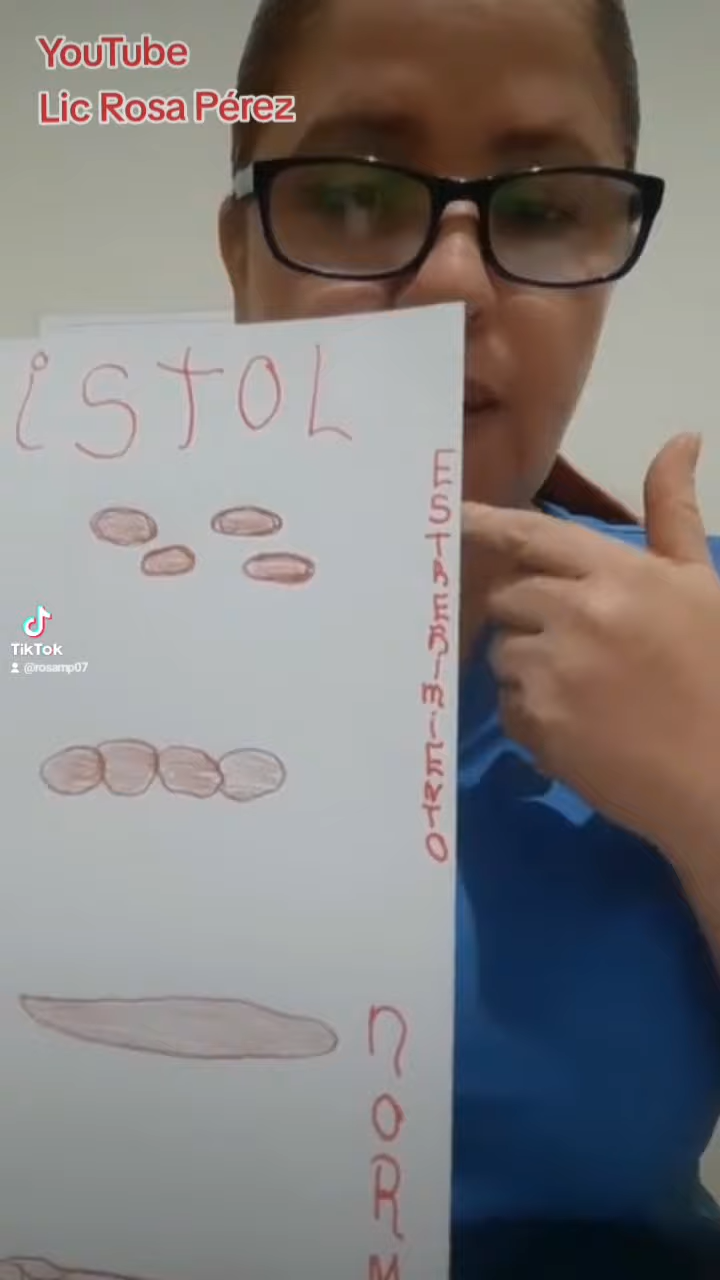 YouTube
Lic Rosa Pérez
iSTOL
ESTREÑIMIENTO
TikTok
@rosamp07
NORM